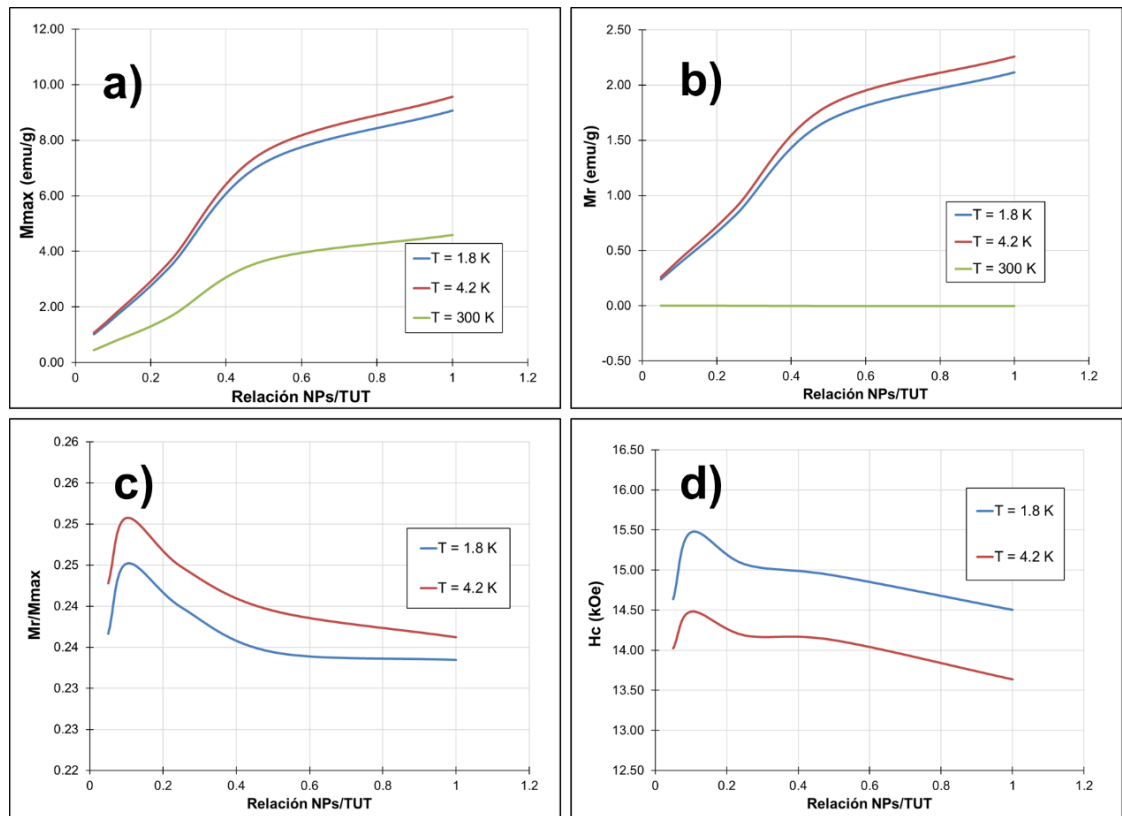 a)
12.00
10.00
8.00
6.00
4.00
2.00
0.00
Mmax (emu/g)
T = 1.8 K
T = 4.2 K
T = 300 K
0 0.2 0.4 0.6 0.8 1 1.2
Relación NPs/TUT
b)
2.50
2.00
1.50
1.00
0.50
0.00
-0.50
Mr (emu/g)
T = 1.8 K
T = 4.2 K
T = 300 K
0 0.2 0.4 0.6 0.8 1 1.2
Relación NPs/TUT
c)
0.26
0.26
0.25
0.25
0.24
0.24
0.23
0.23
0.22
Mr/Mmax
T = 1.8 K
T = 4.2 K
0 0.2 0.4 0.6 0.8 1 1.2
Relación NPs/TUT
d)
16.50
16.00
15.50
15.00
14.50
14.00
13.50
13.00
12.50
Hc (kOe)
T = 1.8 K
T = 4.2 K
0 0.2 0.4 0.6 0.8 1 1.2
Relación NPs/TUT